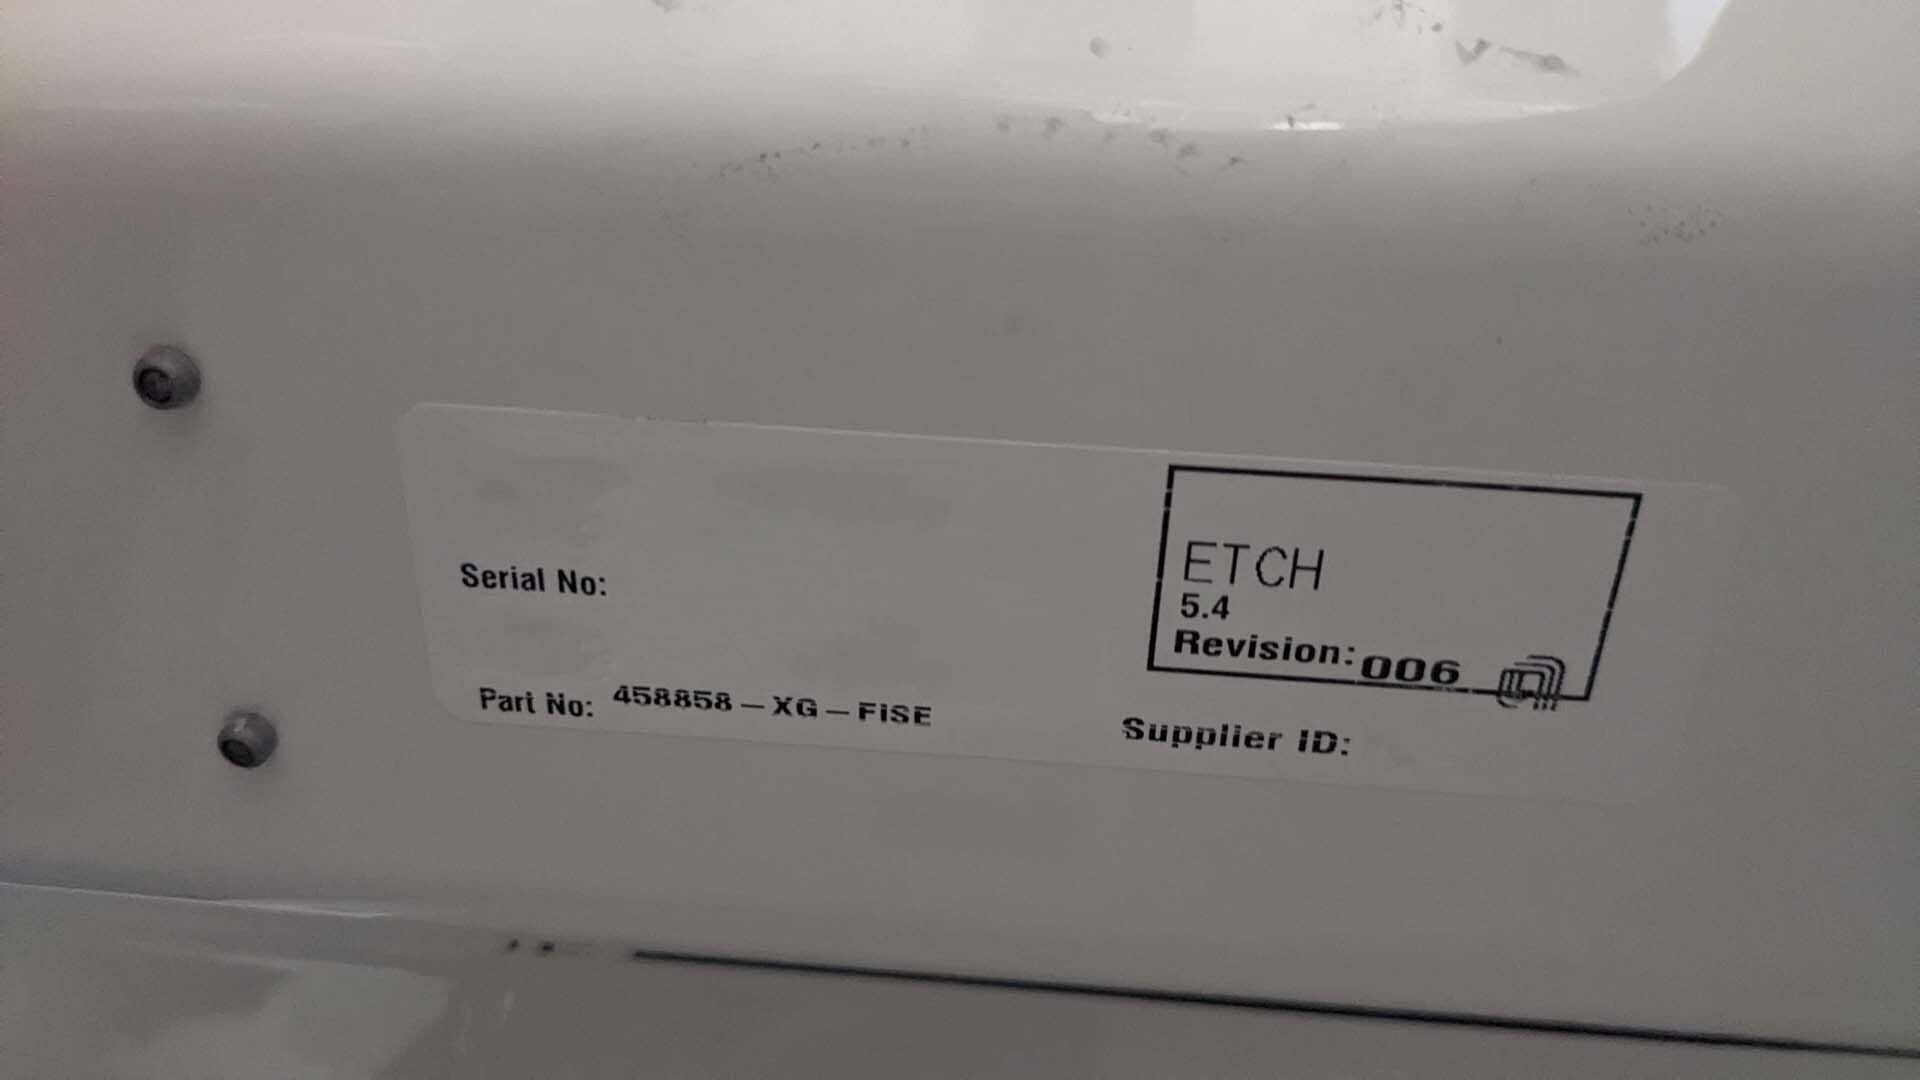 ETCH
5.4
Serial No:
Revision: 006
Part No: 458858-XG-FiSE
Supplier ID: